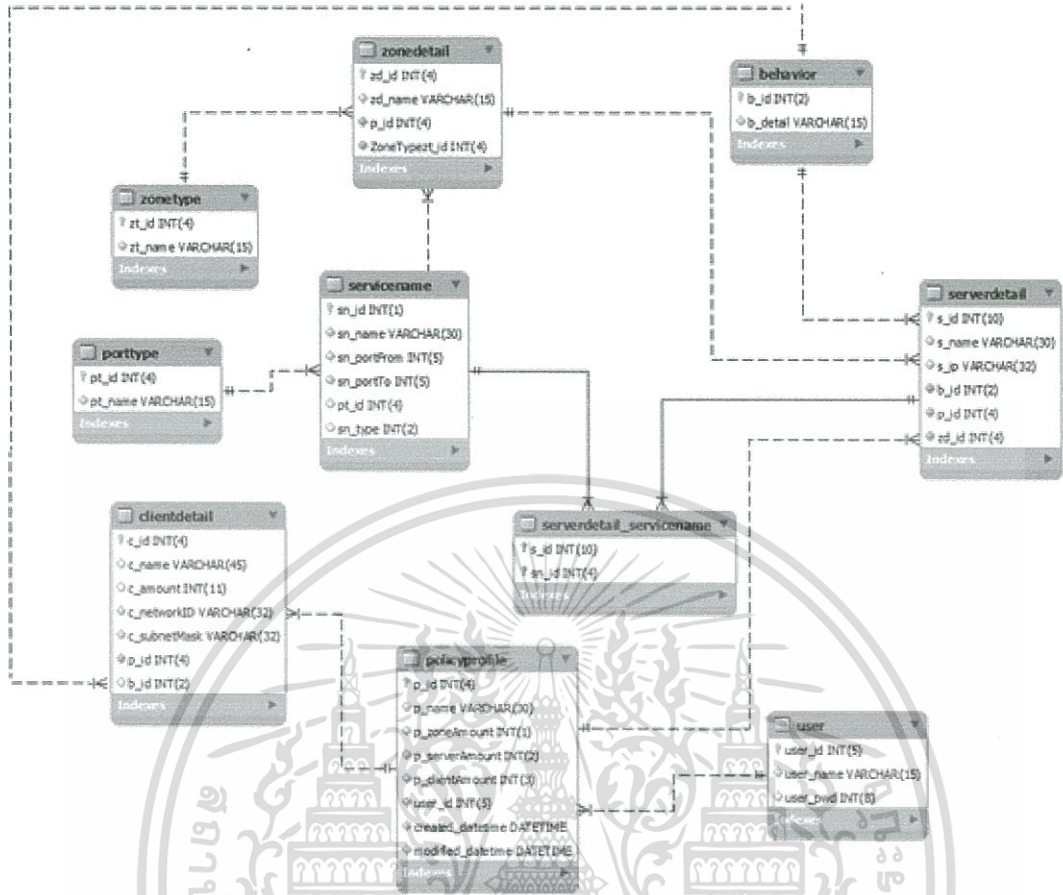 zonedetail
zd_id INT(4)
zd_name VARCHAR(15)
p_id INT(4)
ZoneTypezt_id INT(4)
Indexes
behavior
b_id INT(2)
b_detail VARCHAR(15)
Indexes
zonetype
zt_id INT(4)
zt_name VARCHAR(15)
Indexes
servicename
sn_id INT(1)
sn_name VARCHAR(30)
sn_portFrom INT(5)
sn_portTo INT(5)
pt_id INT(4)
sn_type INT(2)
Indexes
serverdetail
s_id INT(10)
s_name VARCHAR(30)
s_ip VARCHAR(32)
b_id INT(2)
p_id INT(4)
zd_id INT(4)
Indexes
porttype
pt_id INT(4)
pt_name VARCHAR(15)
Indexes
clientdetail
c_id INT(4)
c_name VARCHAR(45)
c_amount INT(11)
c_networkID VARCHAR(32)
c_subnetMask VARCHAR(32)
p_id INT(4)
b_id INT(2)
Indexes
serverdetail_servicename
s_id INT(10)
sn_id INT(4)
Indexes
policyprofile
p_id INT(4)
p_name VARCHAR(30)
p_zoneAmount INT(1)
p_serverAmount INT(2)
p_clientAmount INT(3)
user_id INT(5)
created_datetime DATETIME
modified_datetime DATETIME
Indexes
user
user_id INT(5)
user_name VARCHAR(15)
user_pwd INT(8)
Indexes